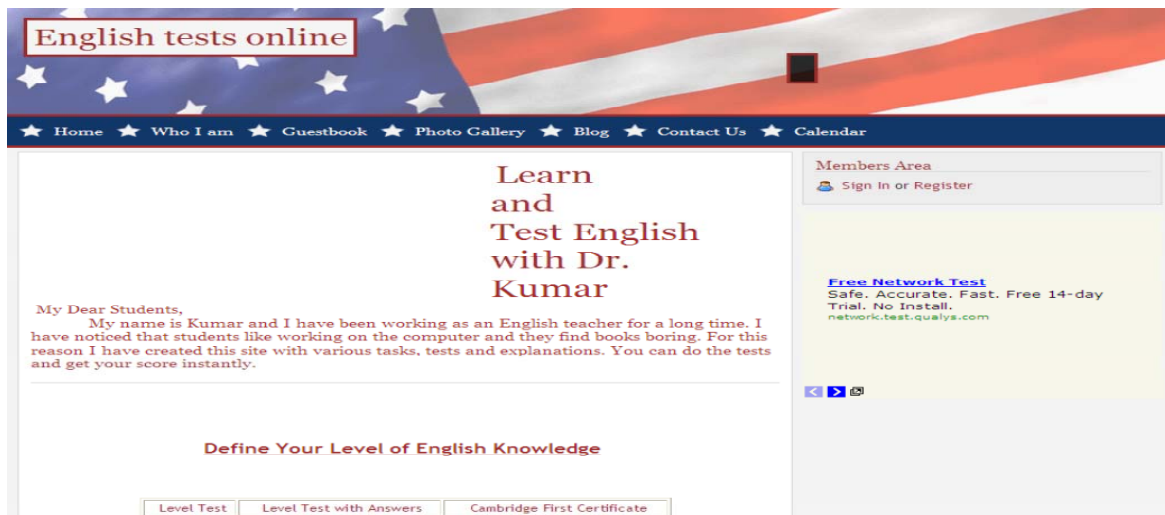 English tests online
Home Who I am Guestbook Photo Gallery Blog Contact Us Calendar
Learn
and
Test English
with Dr.
Kumar
My Dear Students,
My name is Kumar and I have been working as an English teacher for a long time. I
have noticed that students like working on the computer and they find books boring. For this
reason I have created this site with various tasks, tests and explanations. You can do the tests
and get your score instantly.
Define Your Level of English Knowledge
Level Test Level Test with Answers Cambridge First Certificate
Members Area
Sign In or Register
Free Network Test
Safe. Accurate. Fast. Free 14-day
Trial. No Install.
network.test.qualys.com